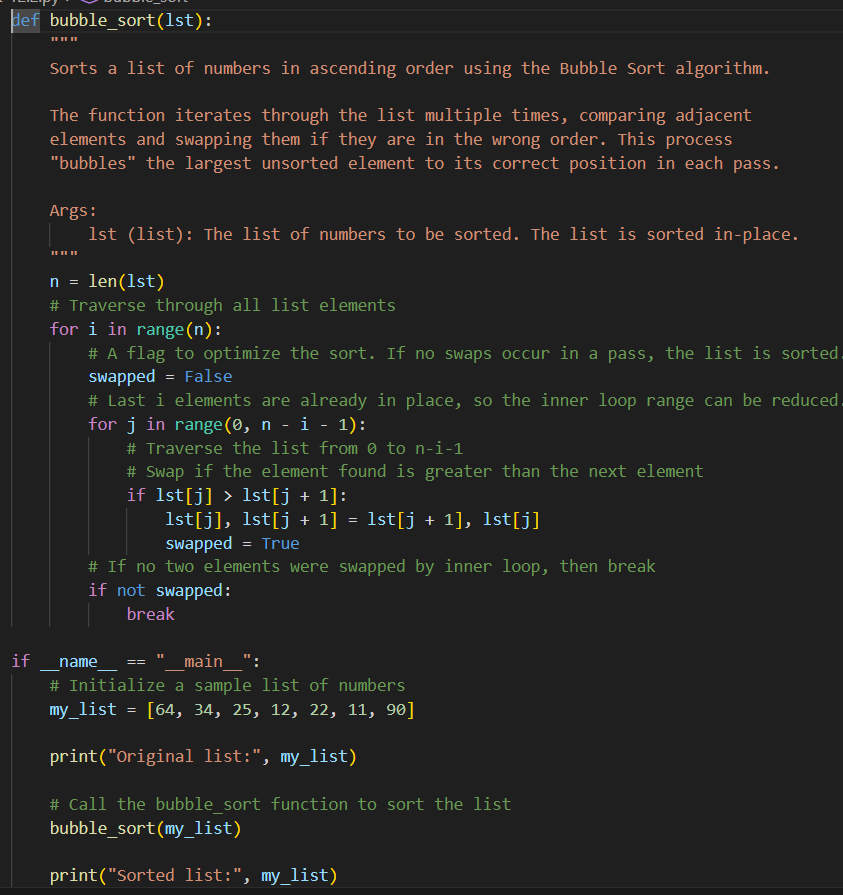 def bubble_sort(lst):
    """
    Sorts a list of numbers in ascending order using the Bubble Sort algorithm.

    The function iterates through the list multiple times, comparing adjacent
    elements and swapping them if they are in the wrong order. This process
    "bubbles" the largest unsorted element to its correct position in each pass.

    Args:
        lst (list): The list of numbers to be sorted. The list is sorted in-place.
    """
    n = len(lst)
    # Traverse through all list elements
    for i in range(n):
        # A flag to optimize the sort. If no swaps occur in a pass, the list is sorted.
        swapped = False
        # Last i elements are already in place, so the inner loop range can be reduced.
        for j in range(0, n - i - 1):
            # Traverse the list from 0 to n-i-1
            # Swap if the element found is greater than the next element
            if lst[j] > lst[j + 1]:
                lst[j], lst[j + 1] = lst[j + 1], lst[j]
                swapped = True
        # If no two elements were swapped by inner loop, then break
        if not swapped:
            break

if __name__ == "__main__":
    # Initialize a sample list of numbers
    my_list = [64, 34, 25, 12, 22, 11, 90]

    print("Original list:", my_list)

    # Call the bubble_sort function to sort the list
    bubble_sort(my_list)

    print("Sorted list:", my_list)